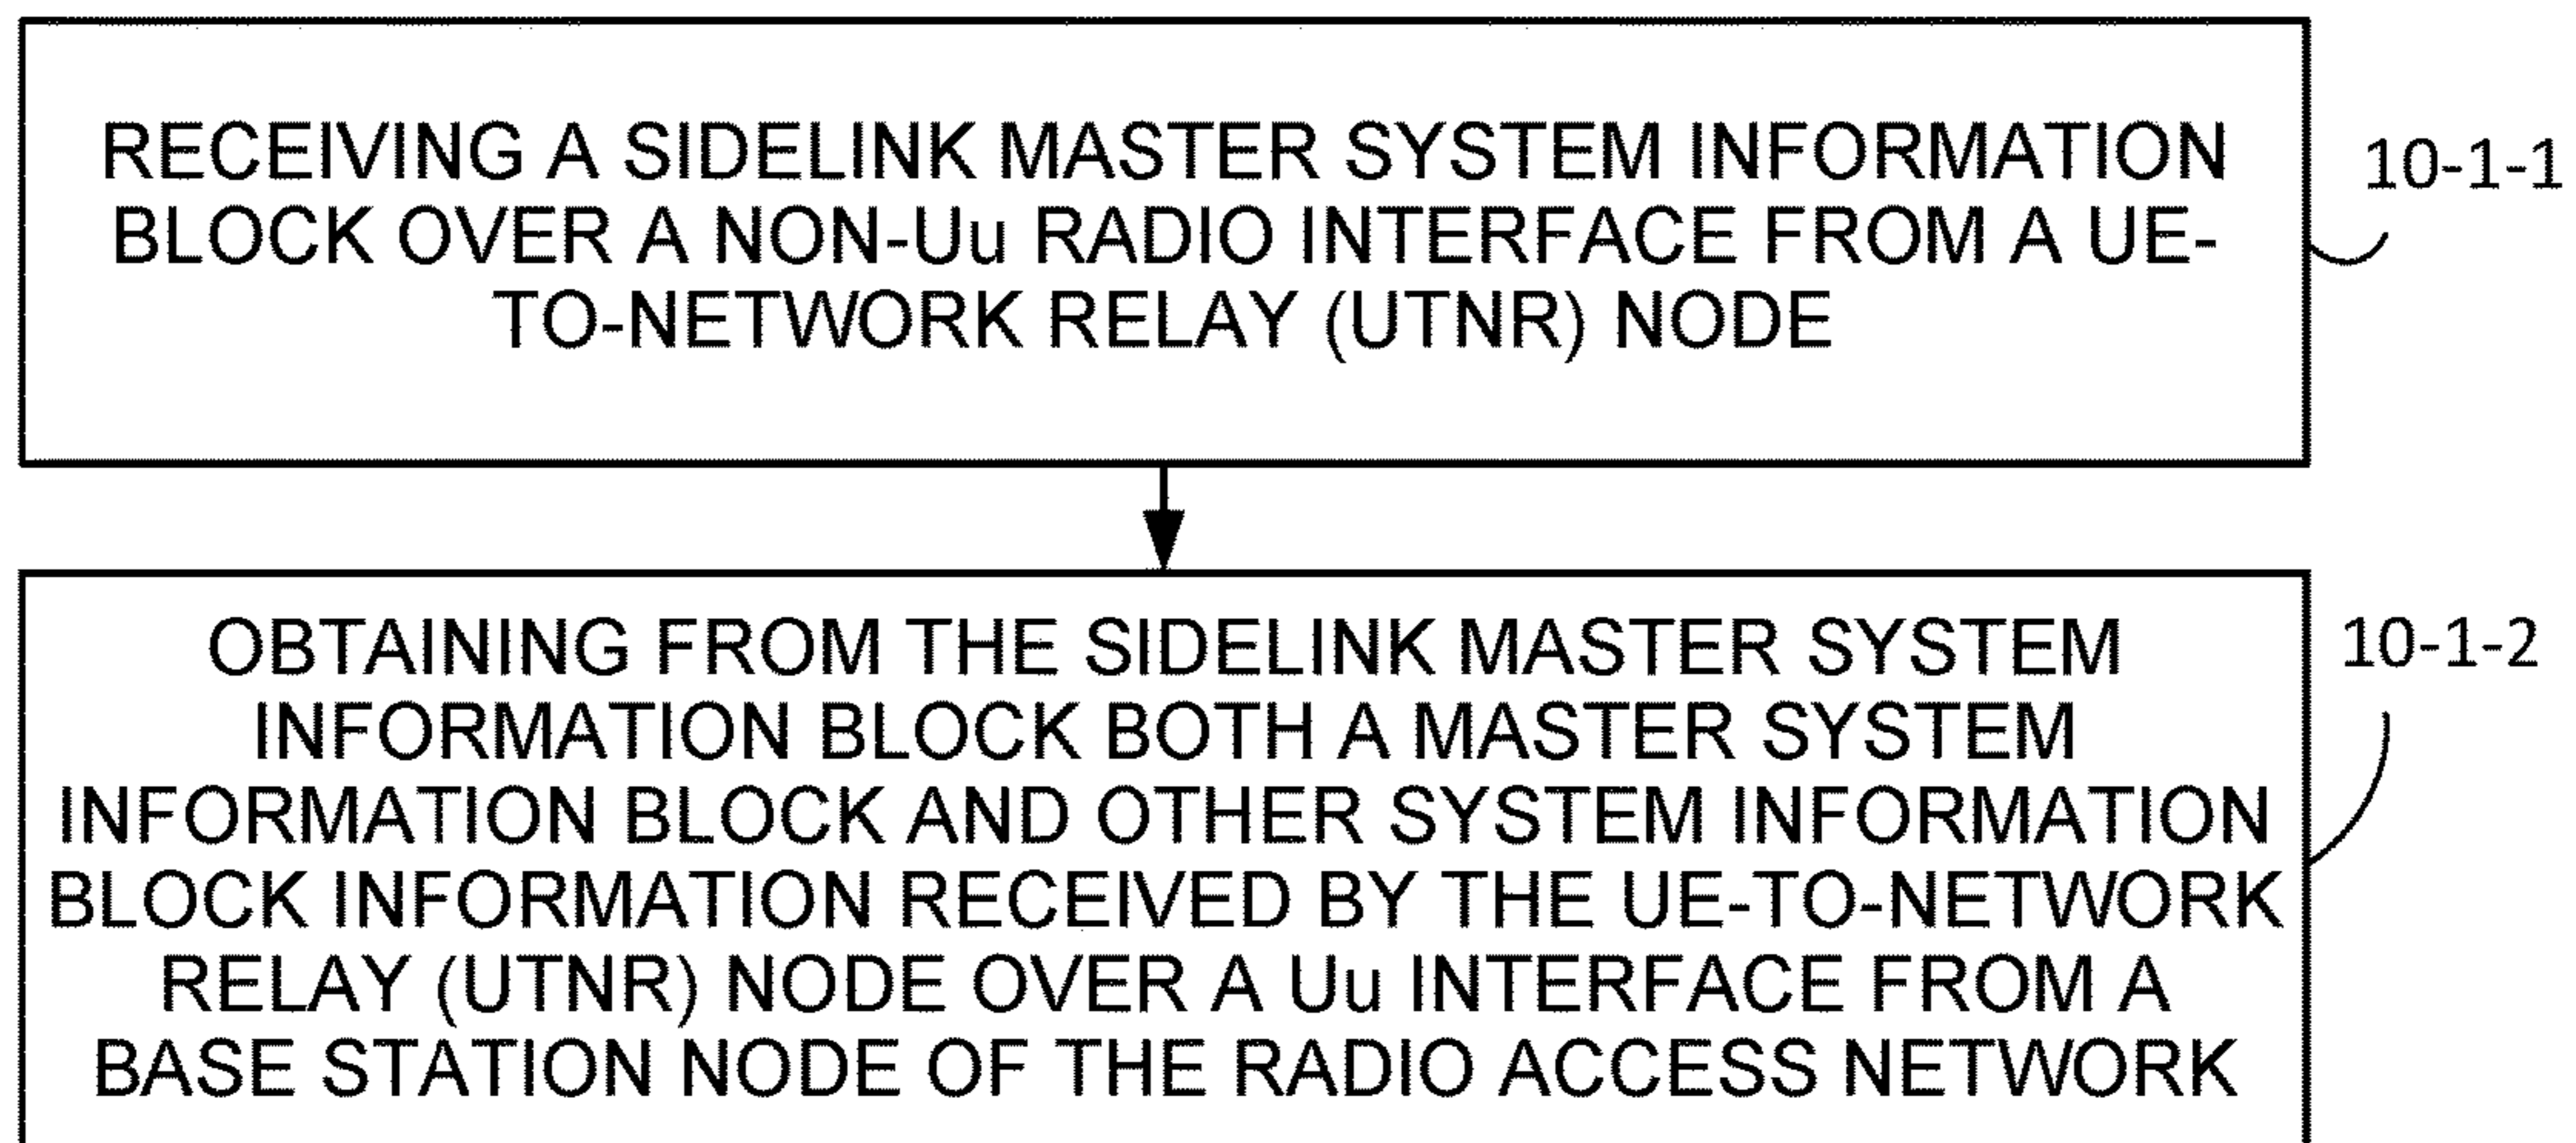 RECEIVING A SIDELINK MASTER SYSTEM INFORMATION
BLOCK OVER A NON-Uu RADIO INTERFACE FROM A UE-
TO-NETWORK RELAY (UTNR) NODE
10-1-1
OBTAINING FROM THE SIDELINK MASTER SYSTEM
INFORMATION BLOCK BOTH A MASTER SYSTEM
INFORMATION BLOCK AND OTHER SYSTEM INFORMATION
BLOCK INFORMATION RECEIVED BY THE UE-TO-NETWORK
RELAY (UTNR) NODE OVER A Uu INTERFACE FROM A
BASE STATION NODE OF THE RADIO ACCESS NETWORK
10-1-2